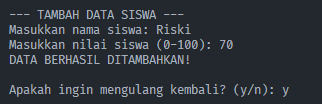 --- TAMBAH DATA SISWA ---
Masukkan nama siswa: Riski
Masukkan nilai siswa (0-100): 70
DATA BERHASIL DITAMBAHKAN!
Apakah ingin mengulang kembali? (y/n): y